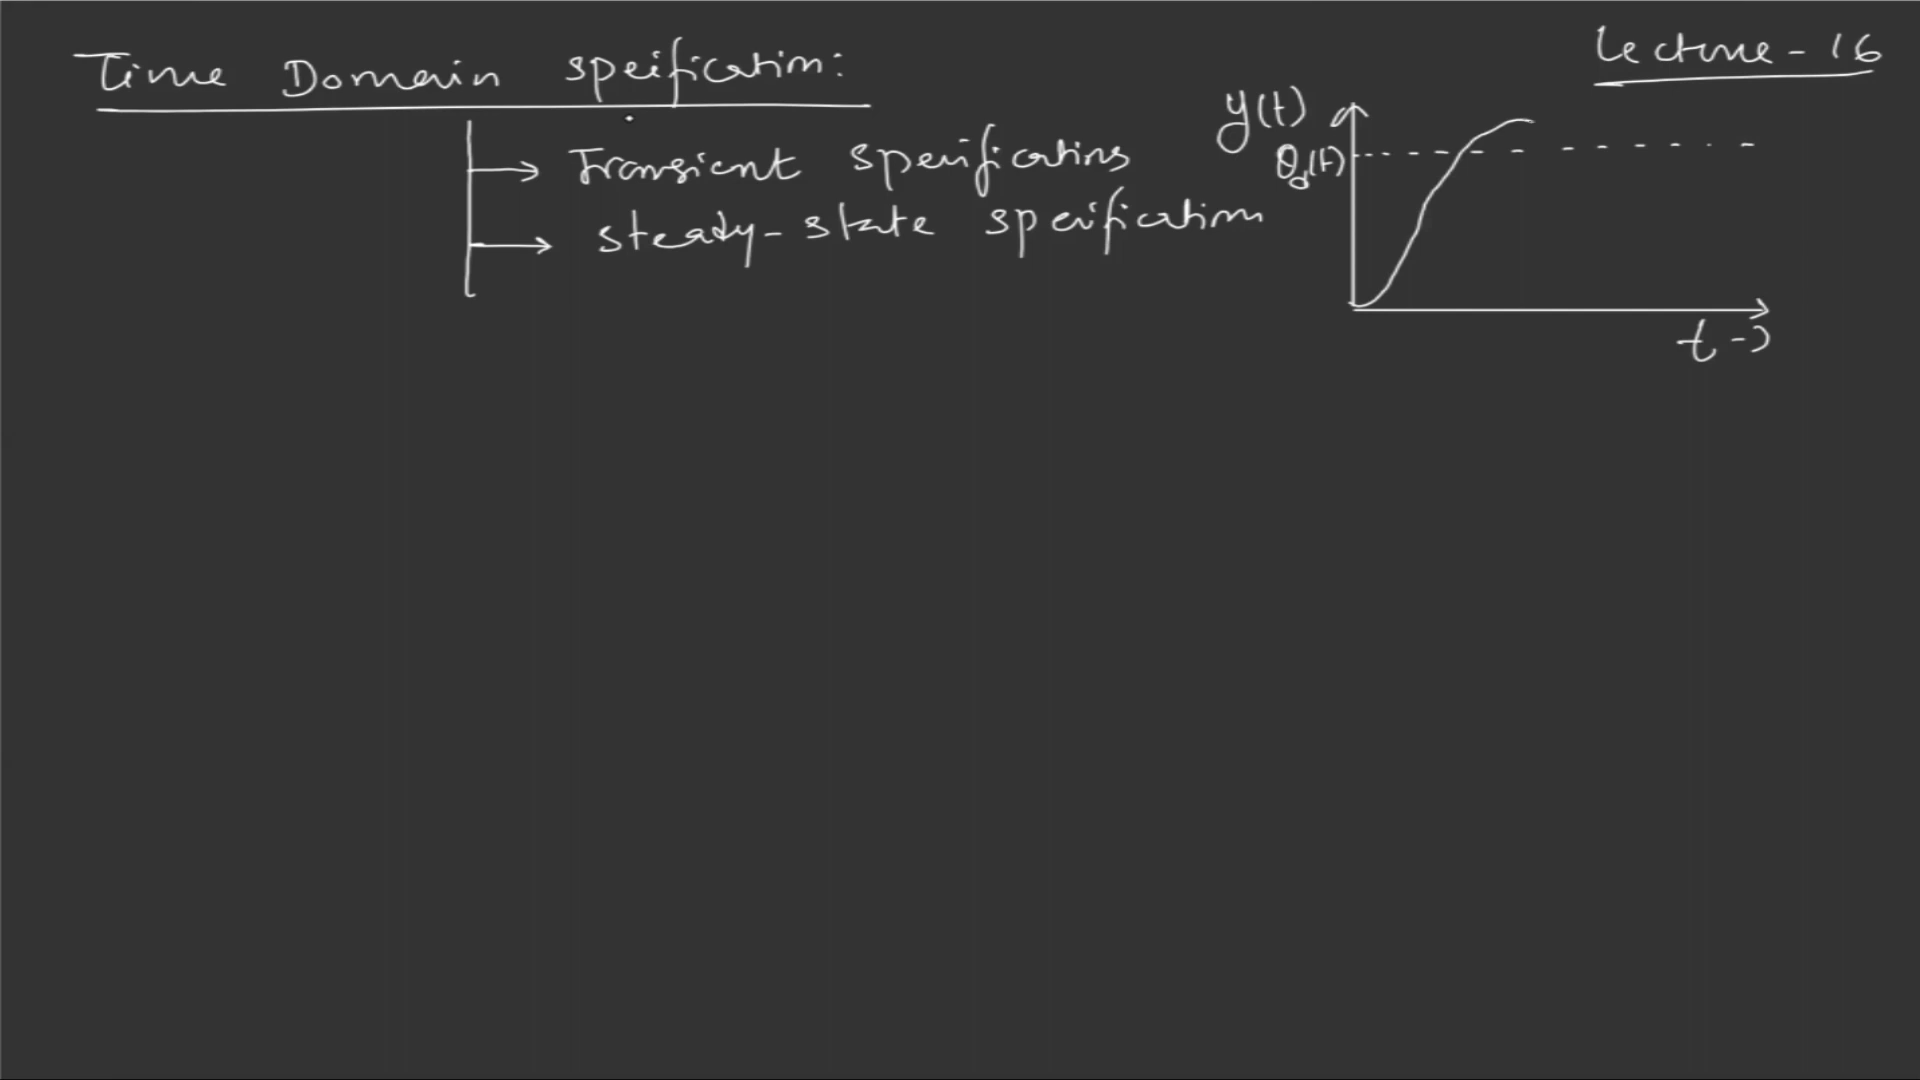 Lecture - 16
Time Domain speification:
y(t)
→ Transient specifications
θd(t)
→ steady-state specification
t →